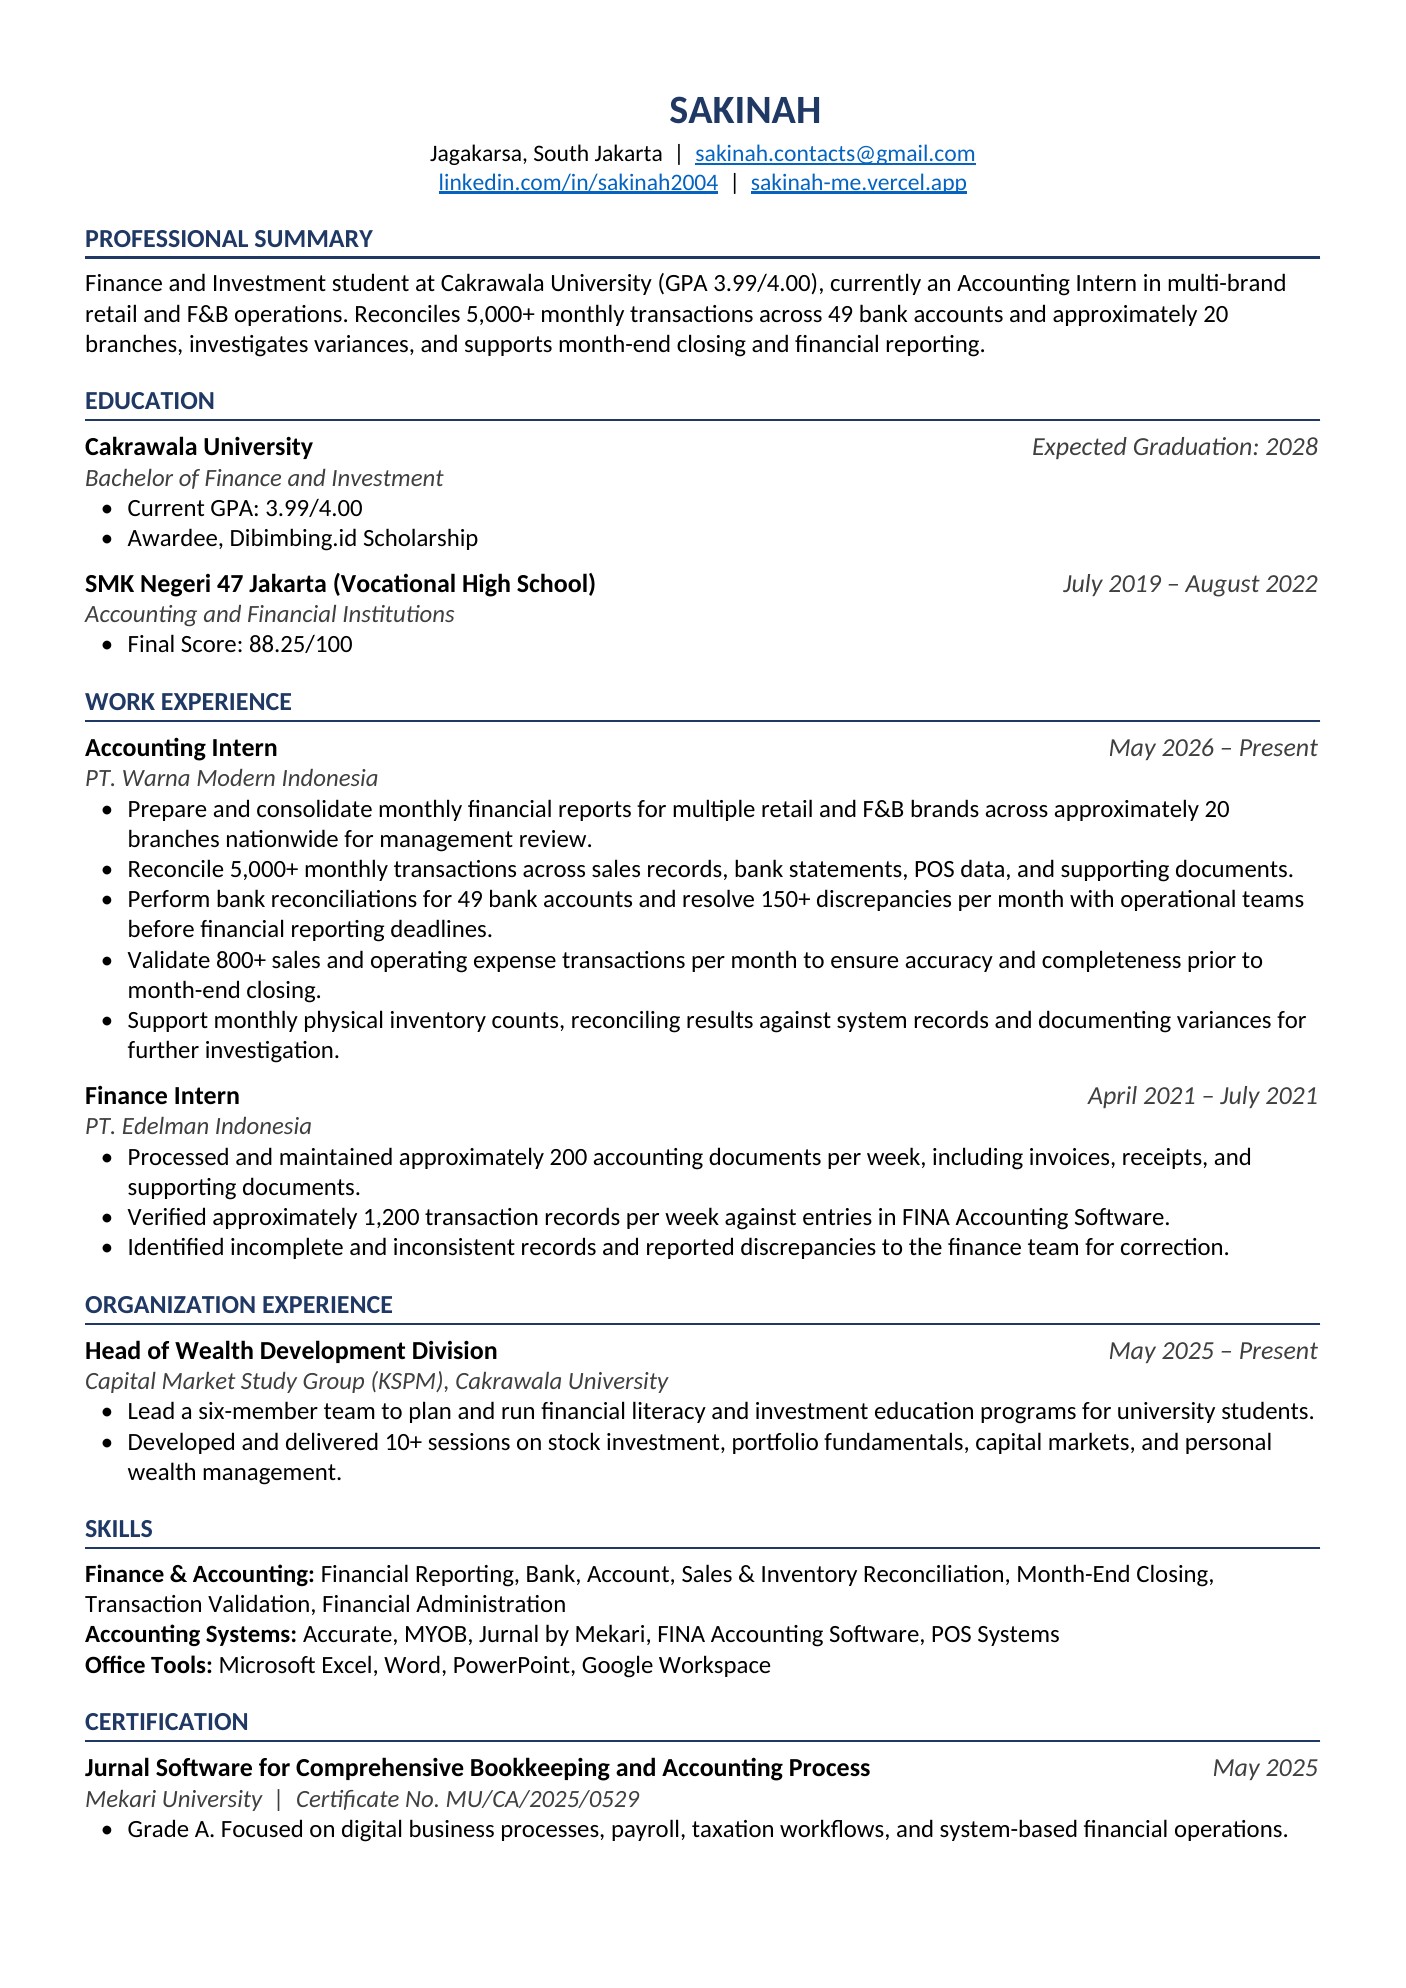 SAKINAH
Jagakarsa, South Jakarta | sakinah.contacts@gmail.com
linkedin.com/in/sakinah2004 | sakinah-me.vercel.app
PROFESSIONAL SUMMARY
Finance and Investment student at Cakrawala University (GPA 3.99/4.00), currently an Accounting Intern in multi-brand
retail and F&B operations. Reconciles 5,000+ monthly transactions across 49 bank accounts and approximately 20
branches, investigates variances, and supports month-end closing and financial reporting.
EDUCATION
Cakrawala University Expected Graduation: 2028
Bachelor of Finance and Investment
• Current GPA: 3.99/4.00
• Awardee, Dibimbing.id Scholarship
SMK Negeri 47 Jakarta (Vocational High School) July 2019 – August 2022
Accounting and Financial Institutions
• Final Score: 88.25/100
WORK EXPERIENCE
Accounting Intern May 2026 – Present
PT. Warna Modern Indonesia
• Prepare and consolidate monthly financial reports for multiple retail and F&B brands across approximately 20
branches nationwide for management review.
• Reconcile 5,000+ monthly transactions across sales records, bank statements, POS data, and supporting documents.
• Perform bank reconciliations for 49 bank accounts and resolve 150+ discrepancies per month with operational teams
before financial reporting deadlines.
• Validate 800+ sales and operating expense transactions per month to ensure accuracy and completeness prior to
month-end closing.
• Support monthly physical inventory counts, reconciling results against system records and documenting variances for
further investigation.
Finance Intern April 2021 – July 2021
PT. Edelman Indonesia
• Processed and maintained approximately 200 accounting documents per week, including invoices, receipts, and
supporting documents.
• Verified approximately 1,200 transaction records per week against entries in FINA Accounting Software.
• Identified incomplete and inconsistent records and reported discrepancies to the finance team for correction.
ORGANIZATION EXPERIENCE
Head of Wealth Development Division May 2025 – Present
Capital Market Study Group (KSPM), Cakrawala University
• Lead a six-member team to plan and run financial literacy and investment education programs for university students.
• Developed and delivered 10+ sessions on stock investment, portfolio fundamentals, capital markets, and personal
wealth management.
SKILLS
Finance & Accounting: Financial Reporting, Bank, Account, Sales & Inventory Reconciliation, Month-End Closing,
Transaction Validation, Financial Administration
Accounting Systems: Accurate, MYOB, Jurnal by Mekari, FINA Accounting Software, POS Systems
Office Tools: Microsoft Excel, Word, PowerPoint, Google Workspace
CERTIFICATION
Jurnal Software for Comprehensive Bookkeeping and Accounting Process May 2025
Mekari University | Certificate No. MU/CA/2025/0529
• Grade A. Focused on digital business processes, payroll, taxation workflows, and system-based financial operations.